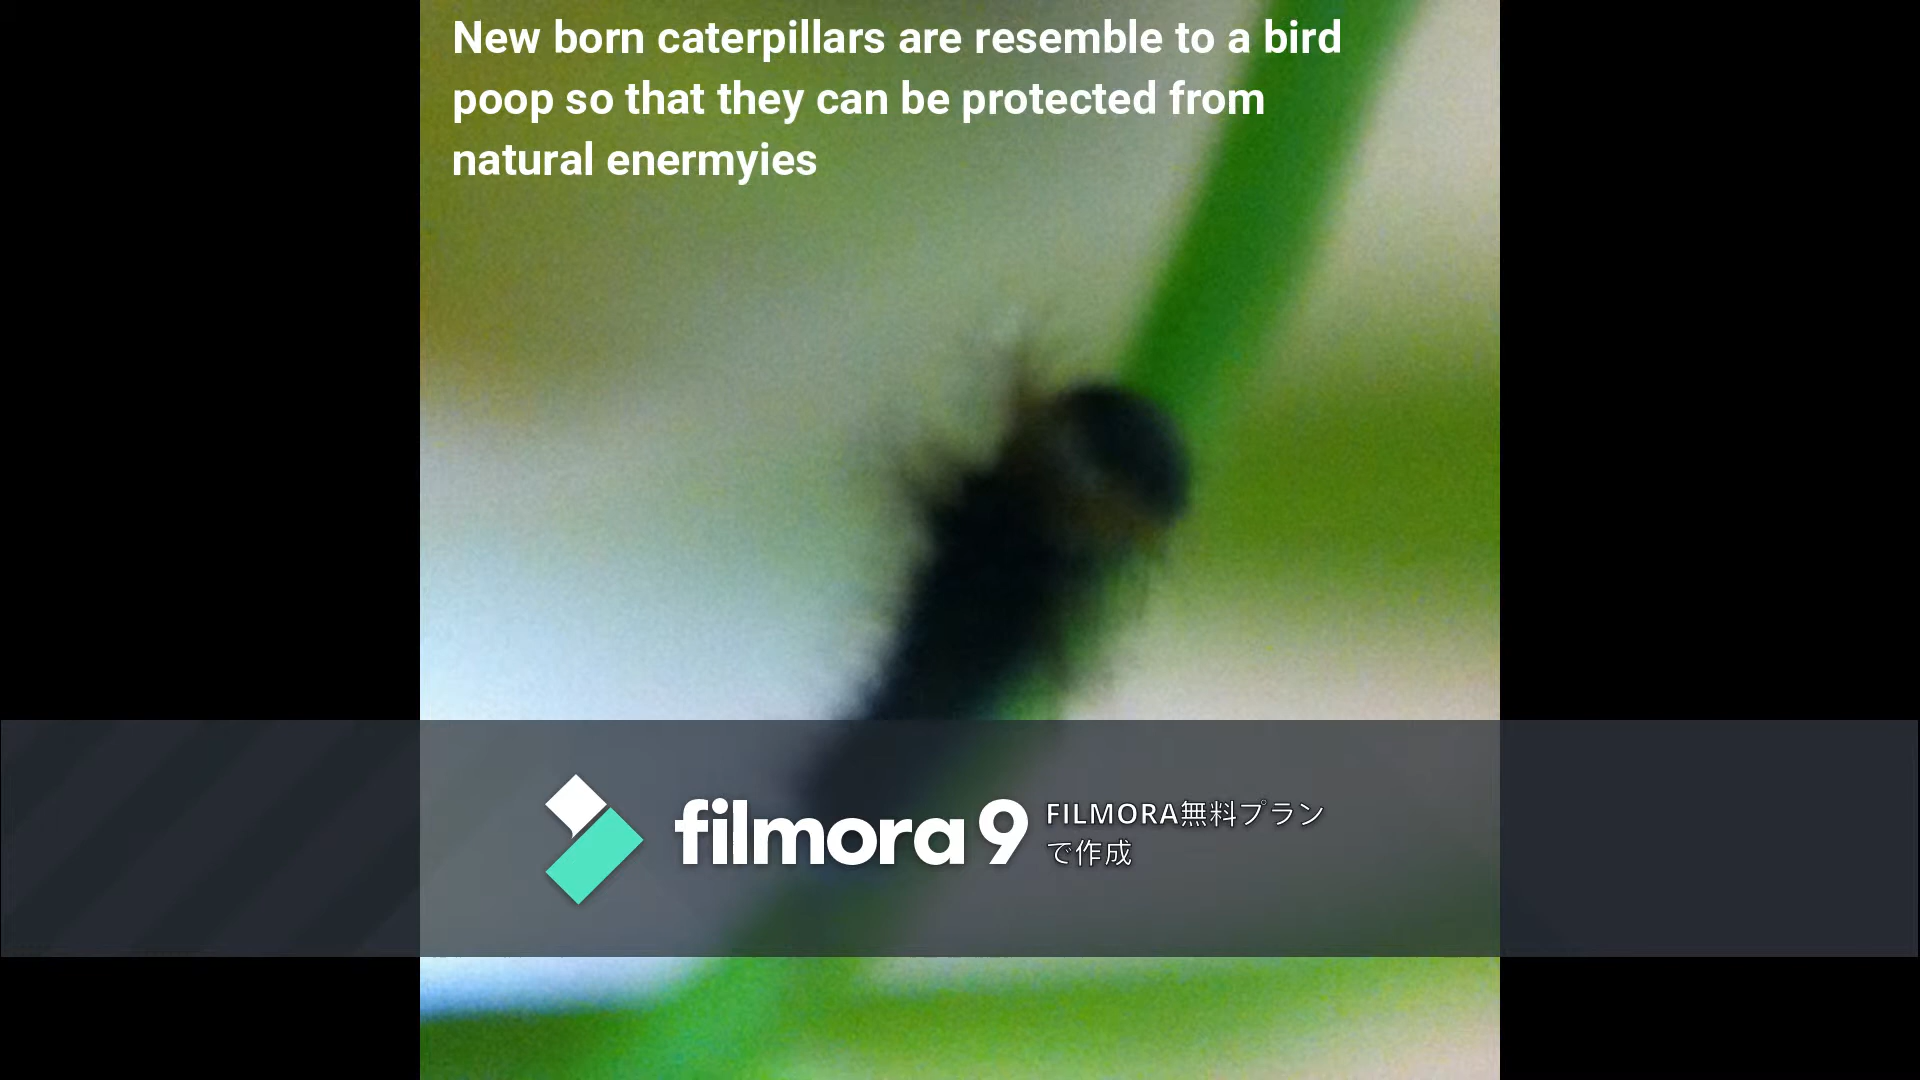 New born caterpillars are resemble to a bird
poop so that they can be protected from
natural enermyies
filmora 9
FILMORA無料プラン
で作成